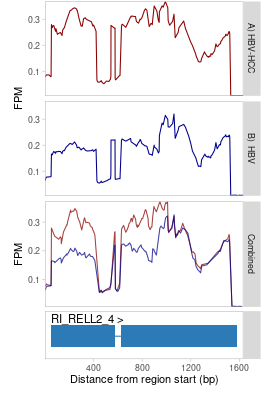 0.3
0.2
0.1
A) HBV-HCC
FPM
0.3
0.2
0.1
B) HBV
0.3
0.2
0.1
Combined
FPM
RI_RELL2_4 >
400 800 1200 1600
Distance from region start (bp)